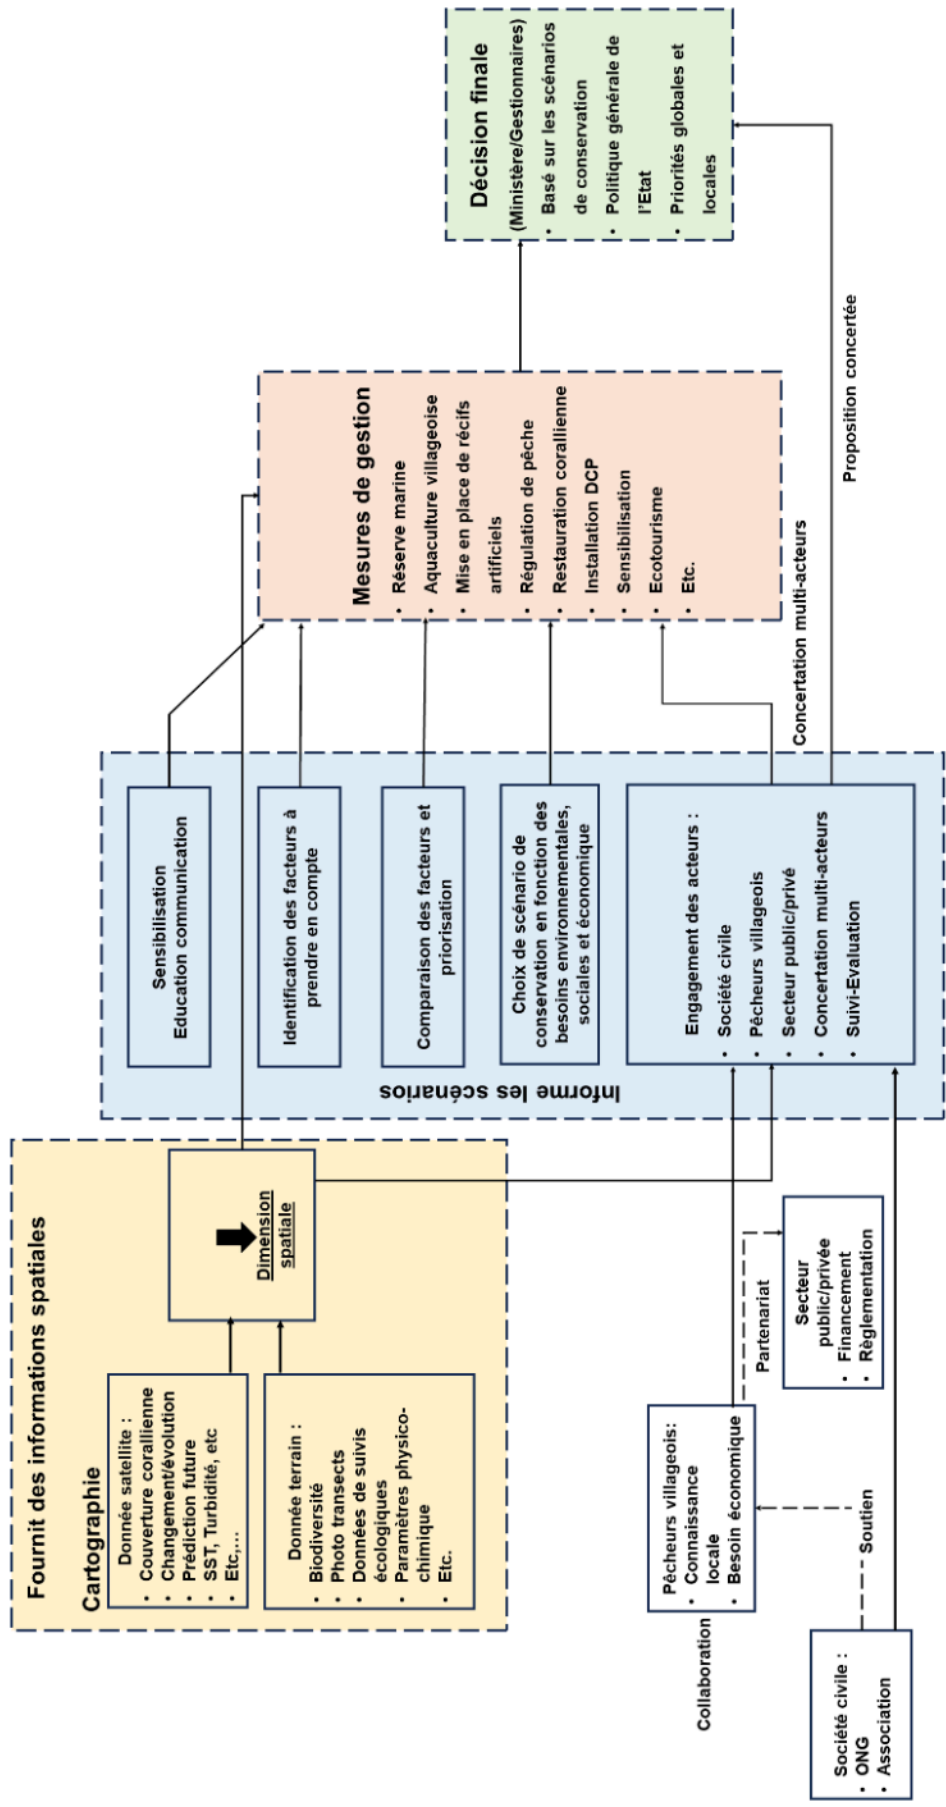 Fournit des informations spatiales
Cartographie
Donnée satellite :
• Couverture corallienne
• Changement/évolution
• Prédiction future
• SST, Turbidité, etc
• Etc,...
Donnée terrain :
• Biodiversité
• Photo transects
• Données de suivis
écologiques
• Paramètres physico-
chimique
• Etc.
Dimension
spatiale
Collaboration
Pêcheurs villageois:
• Connaissance
locale
• Besoin économique
Société civile :
• ONG
• Association
Soutien
Partenariat
Secteur
public/privée
• Financement
• Règlementation
Informe les scénarios
Sensibilisation
Education communication
Identification des facteurs à
prendre en compte
Comparaison des facteurs et
priorisation
Choix de scénario de
conservation en fonction des
besoins environnementales,
sociales et économique
Engagement des acteurs :
• Société civile
• Pêcheurs villageois
• Secteur public/privé
• Concertation multi-acteurs
• Suivi-Evaluation
Concertation multi-acteurs
Mesures de gestion
• Réserve marine
• Aquaculture villageoise
• Mise en place de récifs
artificiels
• Régulation de pêche
• Restauration corallienne
• Installation DCP
• Sensibilisation
• Ecotourisme
• Etc.
Proposition concertée
Décision finale
(Ministère/Gestionnaires)
• Basé sur les scénarios
de conservation
• Politique générale de
l'Etat
• Priorités globales et
locales